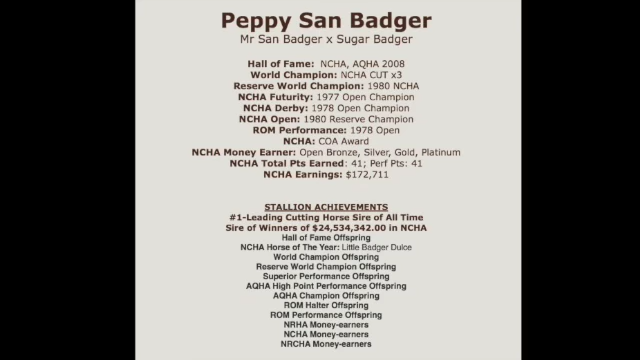 Peppy San Badger
Mr San Badger x Sugar Badger
Hall of Fame: NCHA, AQHA 2008
World Champion: NCHA CUT x3
Reserve World Champion: 1980 NCHA
NCHA Futurity: 1977 Open Champion
NCHA Derby: 1978 Open Champion
NCHA Open: 1980 Reserve Champion
ROM Performance: 1978 Open
NCHA: COA Award
NCHA Money Earner: Open Bronze, Silver, Gold, Platinum
NCHA Total Pts Earned: 41; Perf Pts: 41
NCHA Earnings: $172,711
STALLION ACHIEVEMENTS
#1-Leading Cutting Horse Sire of All Time
Sire of Winners of $24,534,342.00 in NCHA
Hall of Fame Offspring
NCHA Horse of The Year: Little Badger Dulce
World Champion Offspring
Reserve World Champion Offspring
Superior Performance Offspring
AQHA High Point Performance Offspring
AQHA Champion Offspring
ROM Halter Offspring
ROM Performance Offspring
NRHA Money-earners
NCHA Money-earners
NRCHA Money-earners